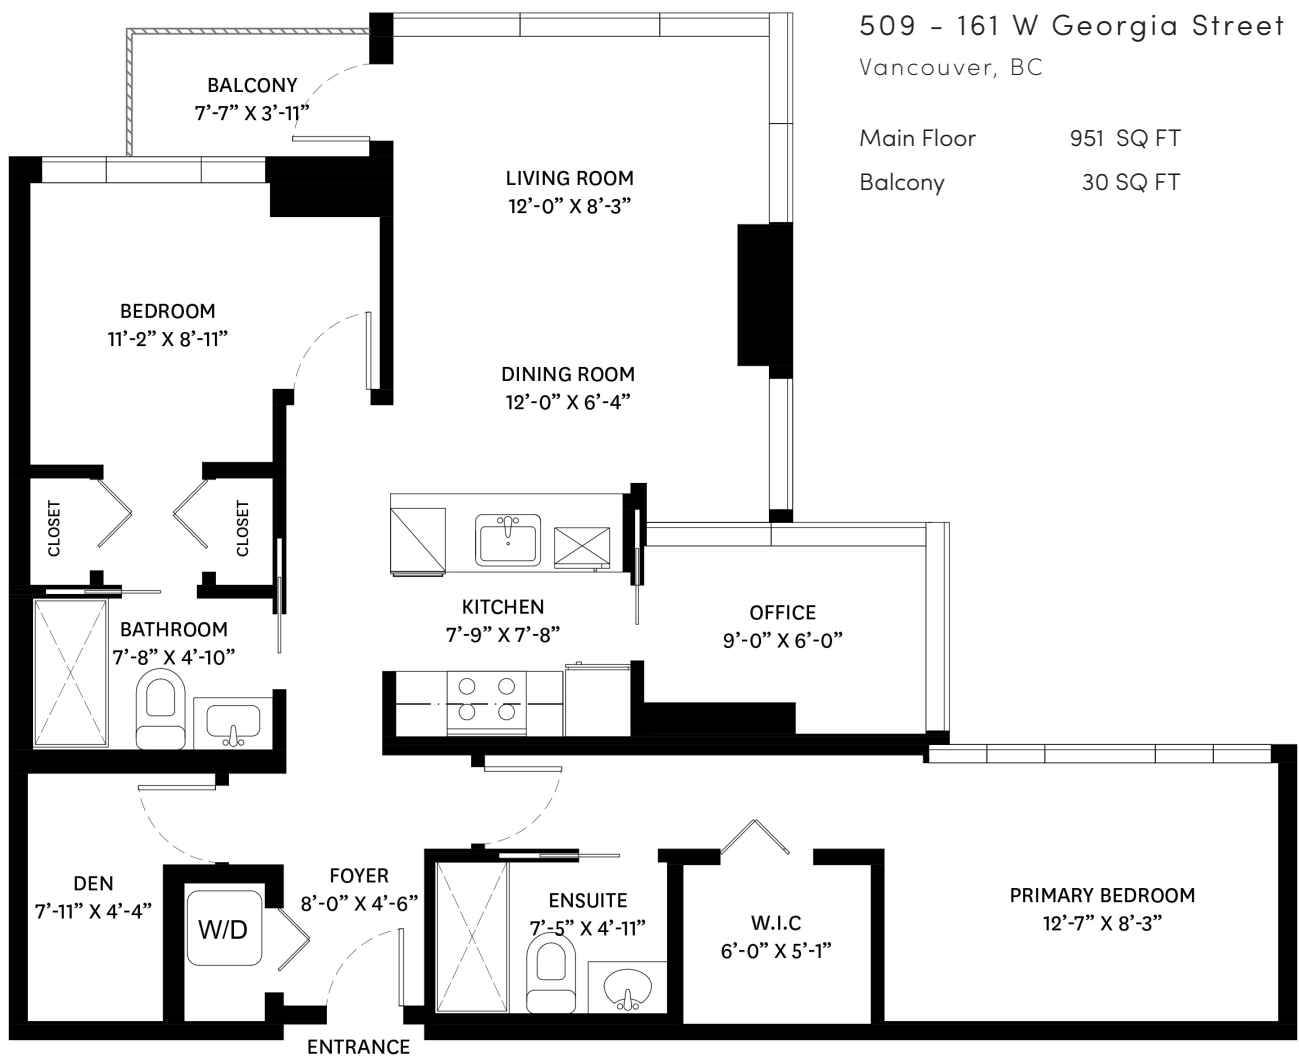 509 - 161 W Georgia Street
Vancouver, BC
Main Floor 951 SQ FT
Balcony 30 SQ FT
BALCONY
7’-7” X 3’-11”
LIVING ROOM
12’-0” X 8’-3”
BEDROOM
11’-2” X 8’-11”
DINING ROOM
12’-0” X 6’-4”
CLOSET
CLOSET
KITCHEN
7’-9” X 7’-8”
OFFICE
9’-0” X 6’-0”
BATHROOM
7’-8” X 4’-10”
DEN
7’-11” X 4’-4”
W/D
FOYER
8’-0” X 4’-6”
ENSUITE
7’-5” X 4’-11”
W.I.C
6’-0” X 5’-1”
PRIMARY BEDROOM
12’-7” X 8’-3”
ENTRANCE